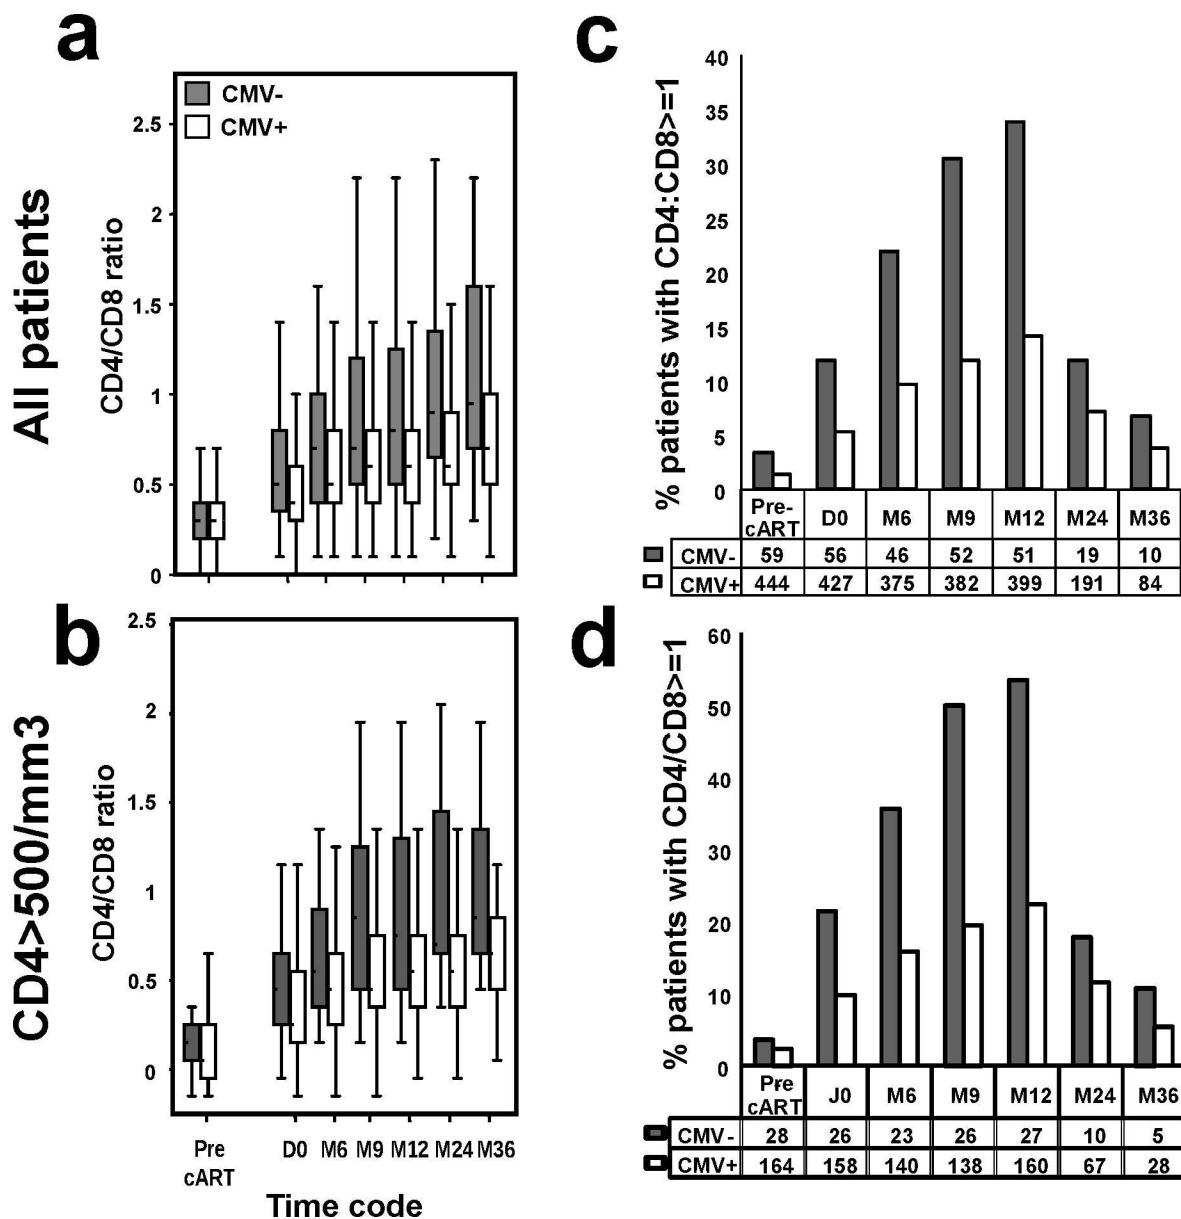 a
All patients
CD4/CD8 ratio
CMV-
CMV+
2.5
2
1.5
1
0.5
0
c
% patients with CD4:CD8>=1
40
35
30
25
20
15
10
5
0
Pre-cART D0 M6 M9 M12 M24 M36
CMV- 59 56 46 52 51 19 10
CMV+ 444 427 375 382 399 191 84
b
CD4>500/mm3
CD4/CD8 ratio
2.5
2
1.5
1
0.5
0
Pre cART D0 M6 M9 M12 M24 M36
Time code
d
% patients with CD4/CD8>=1
60
50
40
30
20
10
0
Pre cART J0 M6 M9 M12 M24 M36
CMV- 28 26 23 26 27 10 5
CMV+ 164 158 140 138 160 67 28